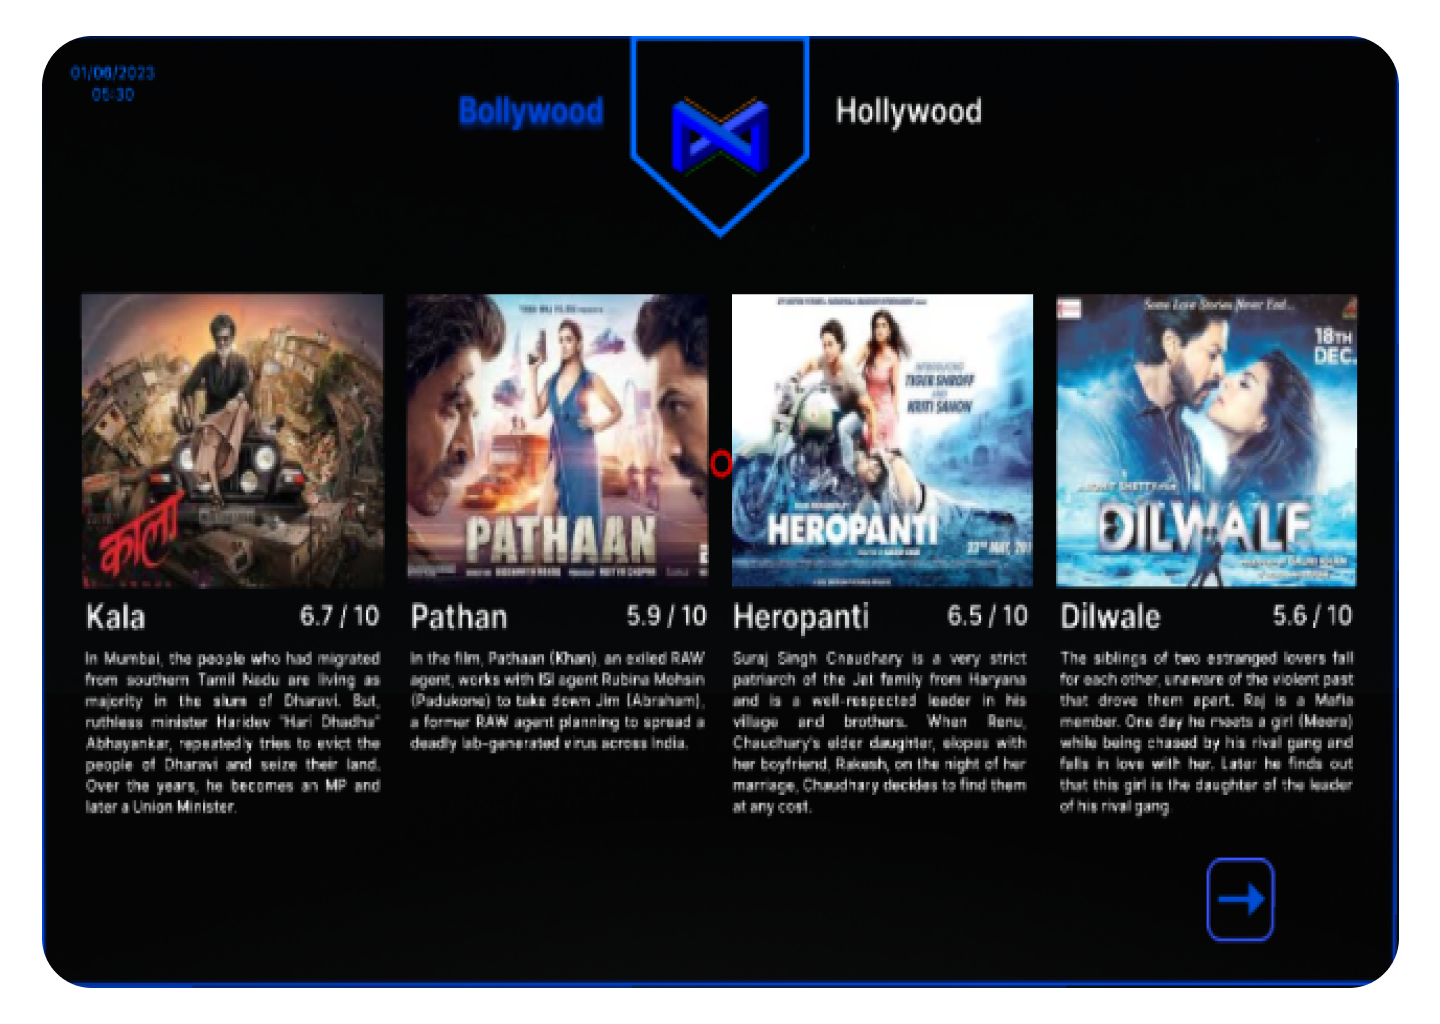 01/06/2023
05:30
Bollywood
Hollywood
Some Love Stories Never End...
18TH
DEC.
INTRODUCING
TIGER SHROFF
AND
KRITI SANON
O
काला
PATHAAN
HEROPANTI
23RD MAY, 201
DILWALE
Kala 6.7 / 10
Pathan 5.9 / 10
Heropanti 6.5 / 10
Dilwale 5.6 / 10
In Mumbai, the people who had migrated
from southern Tamil Nadu are living as
majority in the slum of Dharavi. But,
ruthless minister Haridev "Hari Dhadha"
Abhayankar, repeatedly tries to evict the
people of Dharavi and seize their land.
Over the years, he becomes an MP and
later a Union Minister.
In the film, Pathaan (Khan), an exiled RAW
agent, works with ISI agent Rubina Mohsin
(Padukone) to take down Jim (Abraham),
a former RAW agent planning to spread a
deadly lab-generated virus across India.
Suraj Singh Chaudhary is a very strict
patriarch of the Jat family from Haryana
and is a well-respected leader in his
village and brothers. When Renu,
Chaudhary's elder daughter, elopes with
her boyfriend, Rakesh, on the night of her
marriage, Chaudhary decides to find them
at any cost.
The siblings of two estranged lovers fall
for each other, unaware of the violent past
that drove them apart. Raj is a Mafia
member. One day he meets a girl (Meera)
while being chased by his rival gang and
falls in love with her. Later he finds out
that this girl is the daughter of the leader
of his rival gang.